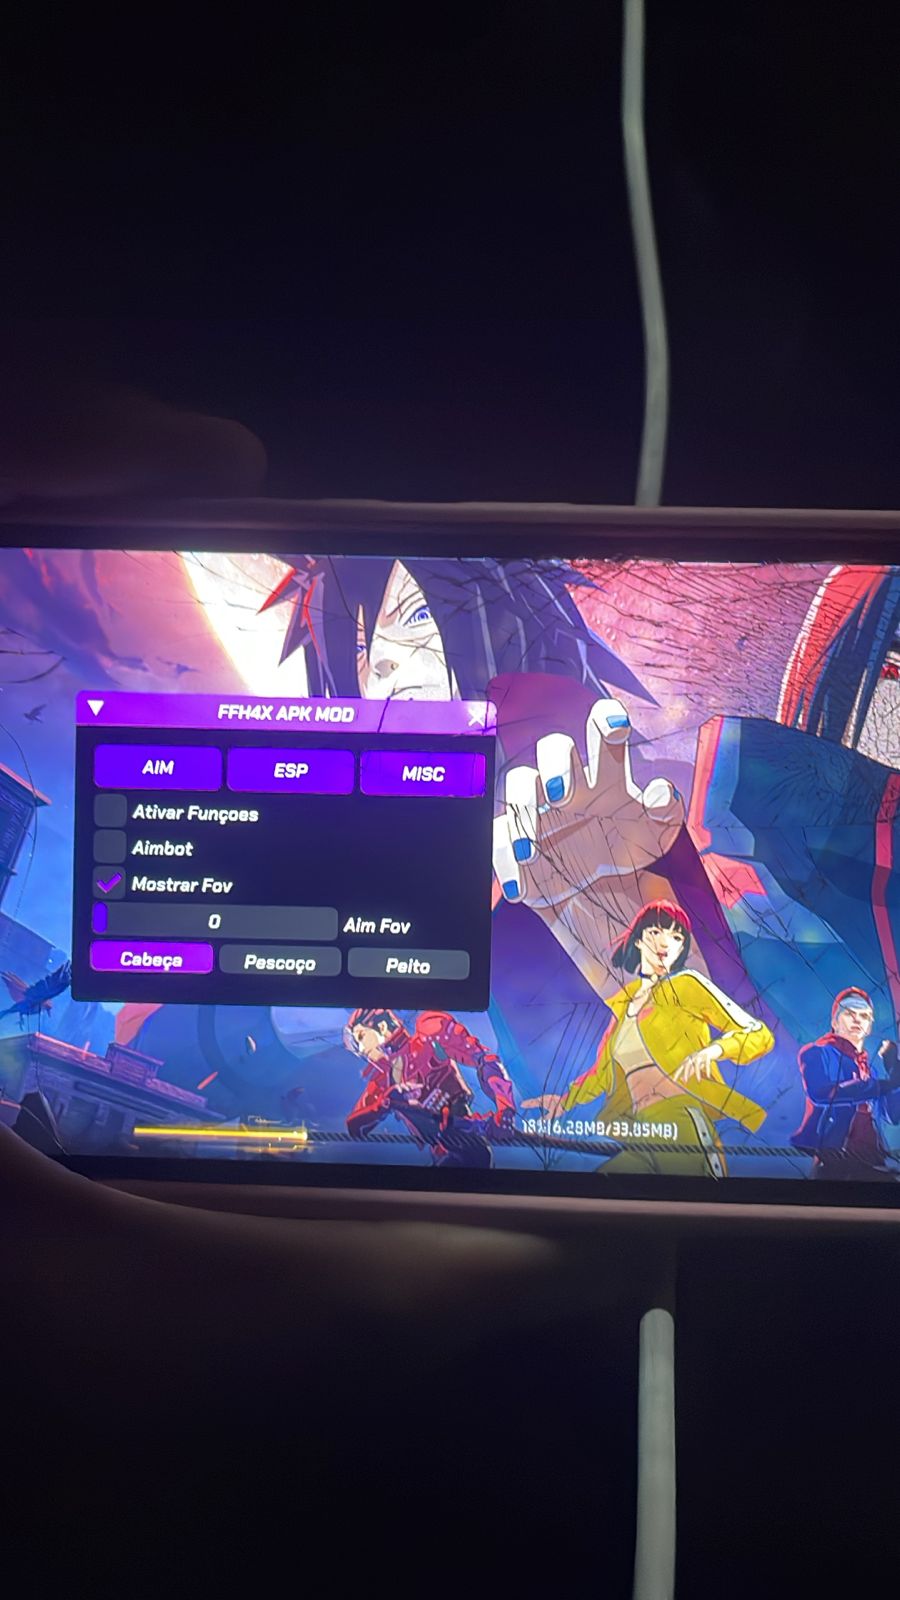 FFH4X APK MOD
AIM ESP MISC
Ativar Funçoes
Aimbot
Mostrar Fov
0 Aim Fov
Cabeça Pescoço Peito
(6.28MB/33.85MB)